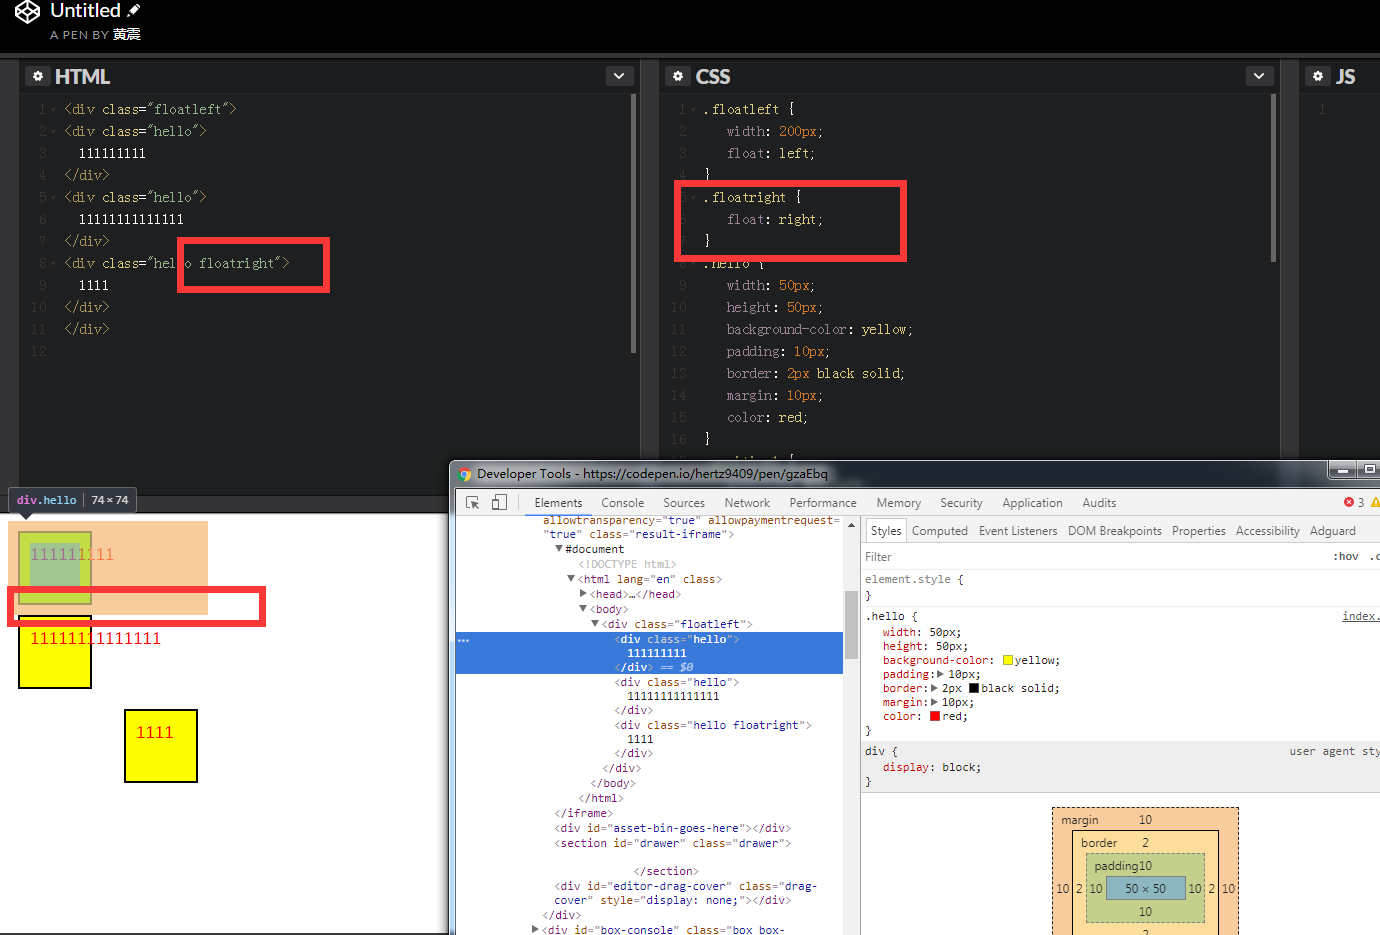 Untitled
A PEN BY 黄震
HTML
1 <div class="floatleft">
2 <div class="hello">
3 111111111
4 </div>
5 <div class="hello">
6 11111111111111
7 </div>
8 <div class="hello floatright">
9 1111
10 </div>
11 </div>
12
CSS
1 .floatleft {
2 width: 200px;
3 float: left;
4 }
5 .floatright {
6 float: right;
7 }
8 .hello {
9 width: 50px;
10 height: 50px;
11 background-color: yellow;
12 padding: 10px;
13 border: 2px black solid;
14 margin: 10px;
15 color: red;
16 }
JS
1
div.hello | 74×74
111111111
11111111111111
1111
Developer Tools - https://codepen.io/hertz9409/pen/gzaEbq
Elements Console Sources Network Performance Memory Security Application Audits 3
allowtransparency="true" allowpaymentrequest=
"true" class="result-iframe">
#document
<!DOCTYPE html>
<html lang="en" class>
<head>…</head>
<body>
<div class="floatleft">
<div class="hello">
111111111
</div> == $0
<div class="hello">
11111111111111
</div>
<div class="hello floatright">
1111
</div>
</div>
</body>
</html>
</iframe>
<div id="asset-bin-goes-here"></div>
<section id="drawer" class="drawer">
</section>
<div id="editor-drag-cover" class="drag-
cover" style="display: none;"></div>
</div>
<div id="box-console" class="box box-
Styles Computed Event Listeners DOM Breakpoints Properties Accessibility Adguard
Filter :hov .c
element.style {
}
.hello { index.
width: 50px;
height: 50px;
background-color: yellow;
padding: 10px;
border: 2px black solid;
margin: 10px;
color: red;
}
div { user agent sty
display: block;
}
margin 10
border 2
padding10
10 2 10 50 × 50 10 2 10
10
2